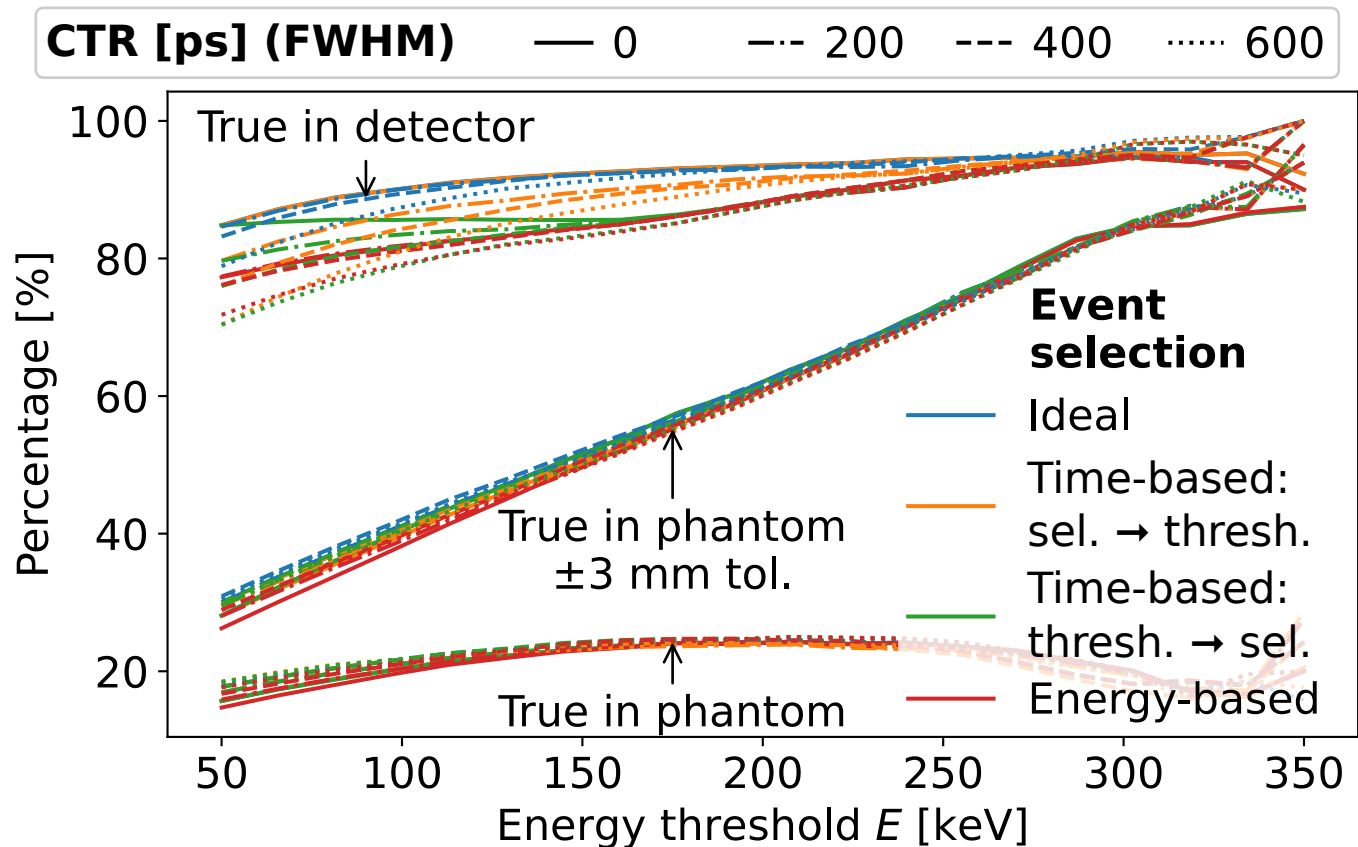 CTR [ps] (FWHM) 0 200 400 600
100
80
60
40
20
Percentage [%]
True in detector
True in phantom
±3 mm tol.
True in phantom
Event
selection
Ideal
Time-based:
sel. → thresh.
Time-based:
thresh. → sel.
Energy-based
50 100 150 200 250 300 350
Energy threshold E [keV]